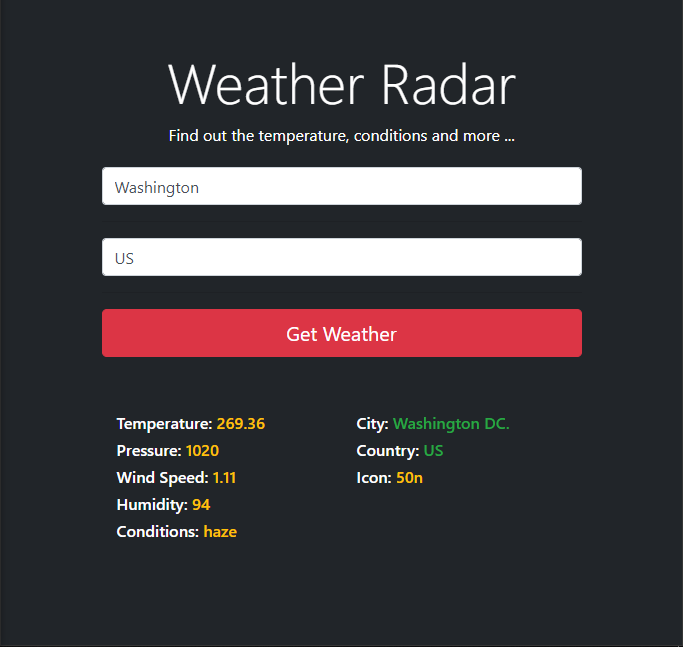 Weather Radar
Find out the temperature, conditions and more ...
Washington
US
Get Weather
Temperature: 269.36
Pressure: 1020
Wind Speed: 1.11
Humidity: 94
Conditions: haze
City: Washington DC.
Country: US
Icon: 50n